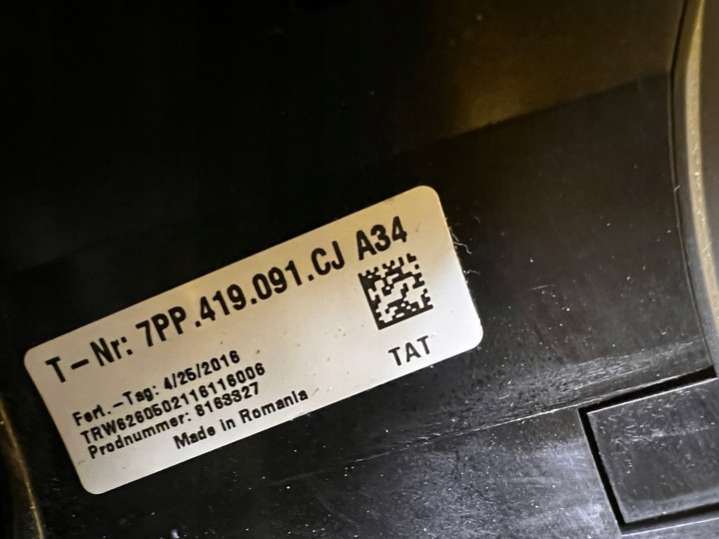 T-Nr: 7PP.419.091.CJ A34
Fert.-Tag: 4/25/2016
TRW6260502116116006
Prodnummer: 8163327
Made in Romania
TAT